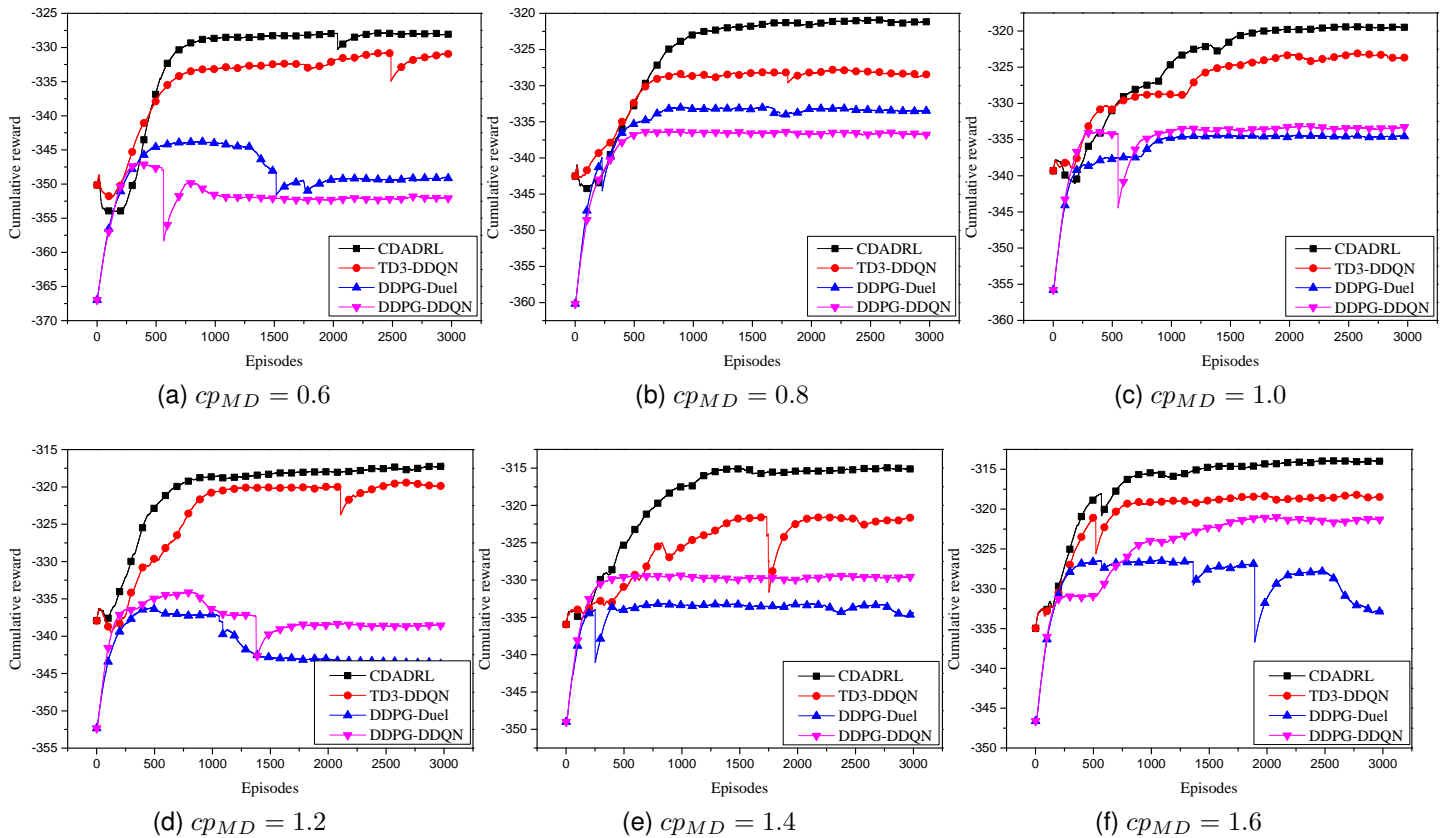 -320
-325
-330
-335
-340
-345
-350
-355
-360
-365
-370
Cumulative reward
CDADRL
TD3-DDQN
DDPG-Duel
DDPG-DDQN
0 500 1000 1500 2000 2500 3000
Episodes
(a) cp_{MD} = 0.6
-320
-330
-340
-350
-360
Cumulative reward
CDADRL
TD3-DDQN
DDPG-Duel
DDPG-DDQN
0 500 1000 1500 2000 2500 3000
Episodes
(b) cp_{MD} = 0.8
-320
-330
-340
-350
-360
Cumulative reward
CDADRL
TD3-DDQN
DDPG-Duel
DDPG-DDQN
0 500 1000 1500 2000 2500 3000
Episodes
(c) cp_{MD} = 1.0
-315
-320
-325
-330
-335
-340
-345
-350
-355
Cumulative reward
CDADRL
TD3-DDQN
DDPG-Duel
DDPG-DDQN
0 500 1000 1500 2000 2500 3000
Episodes
(d) cp_{MD} = 1.2
-315
-320
-325
-330
-335
-340
-345
-350
Cumulative reward
CDADRL
TD3-DDQN
DDPG-Duel
DDPG-DDQN
0 500 1000 1500 2000 2500 3000
Episodes
(e) cp_{MD} = 1.4
-315
-320
-325
-330
-335
-340
-345
-350
Cumulative reward
CDADRL
TD3-DDQN
DDPG-Duel
DDPG-DDQN
0 500 1000 1500 2000 2500 3000
Episodes
(f) cp_{MD} = 1.6